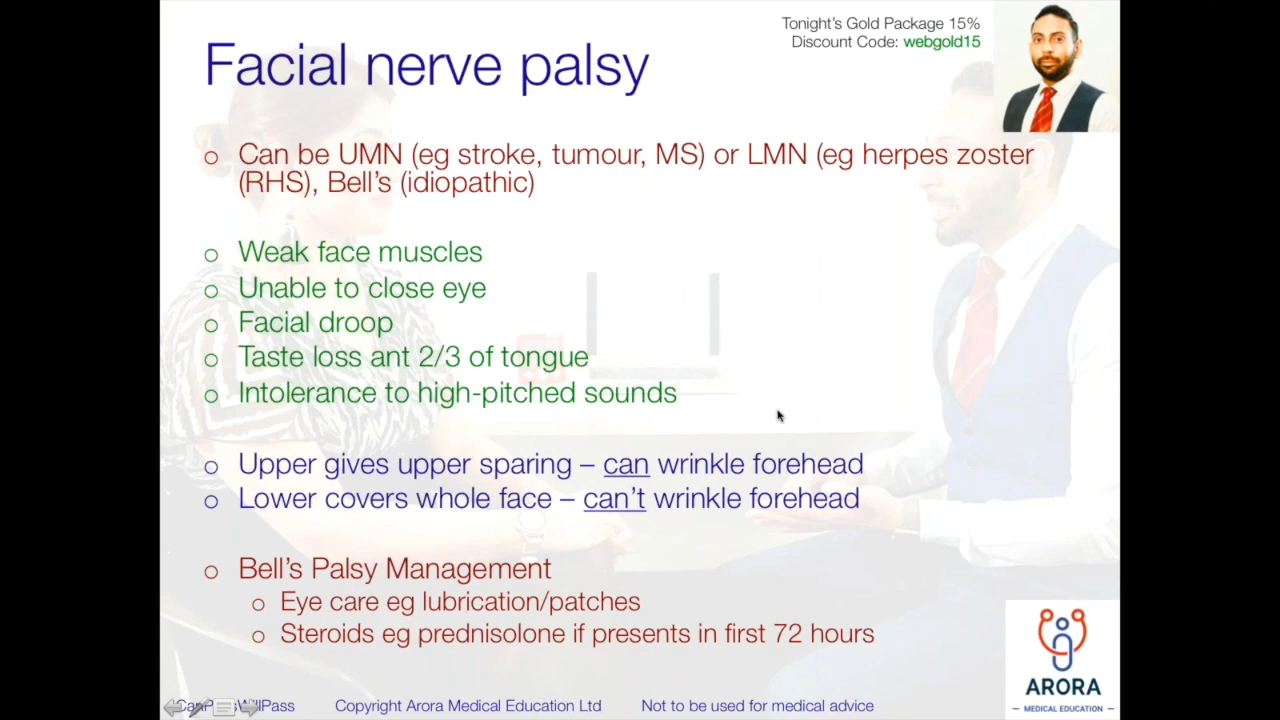 Tonight's Gold Package 15%
Discount Code: webgold15
Facial nerve palsy
Can be UMN (eg stroke, tumour, MS) or LMN (eg herpes zoster
(RHS), Bell's (idiopathic)
Weak face muscles
Unable to close eye
Facial droop
Taste loss ant 2/3 of tongue
Intolerance to high-pitched sounds
Upper gives upper sparing – can wrinkle forehead
Lower covers whole face – can't wrinkle forehead
Bell's Palsy Management
Eye care eg lubrication/patches
Steroids eg prednisolone if presents in first 72 hours
ARORA
– MEDICAL EDUCATION –
Copyright Arora Medical Education Ltd
Not to be used for medical advice